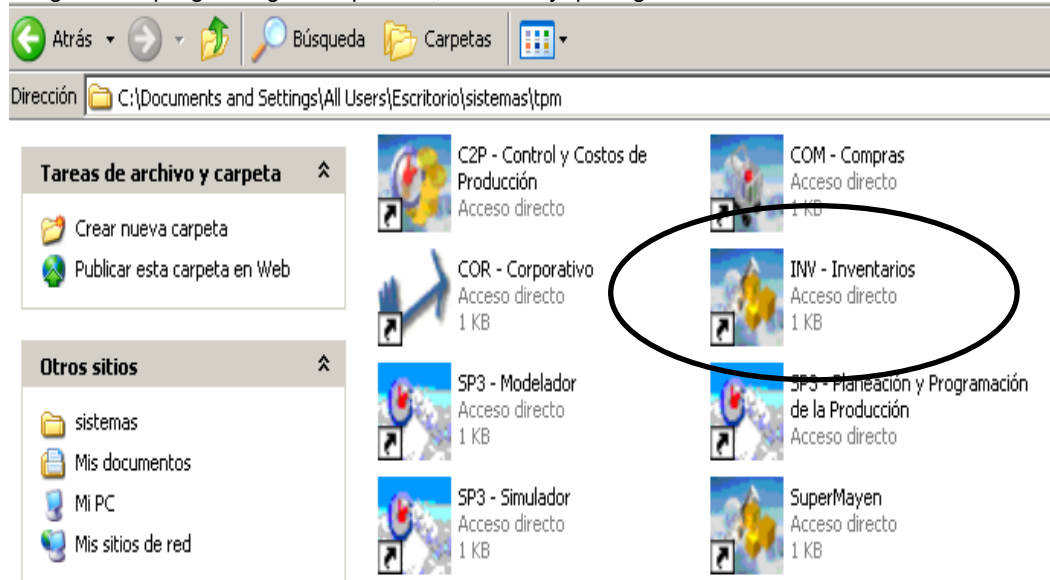 Atrás
Búsqueda
Carpetas
Dirección
C:\Documents and Settings\All Users\Escritorio\sistemas\tpm
Tareas de archivo y carpeta
Crear nueva carpeta
Publicar esta carpeta en Web
Otros sitios
sistemas
Mis documentos
Mi PC
Mis sitios de red
C2P - Control y Costos de
Producción
Acceso directo
COM - Compras
Acceso directo
1 KB
COR - Corporativo
Acceso directo
1 KB
INV - Inventarios
Acceso directo
1 KB
SP3 - Modelador
Acceso directo
1 KB
SP3 - Planeación y Programación
de la Producción
Acceso directo
SP3 - Simulador
Acceso directo
1 KB
SuperMayen
Acceso directo
1 KB